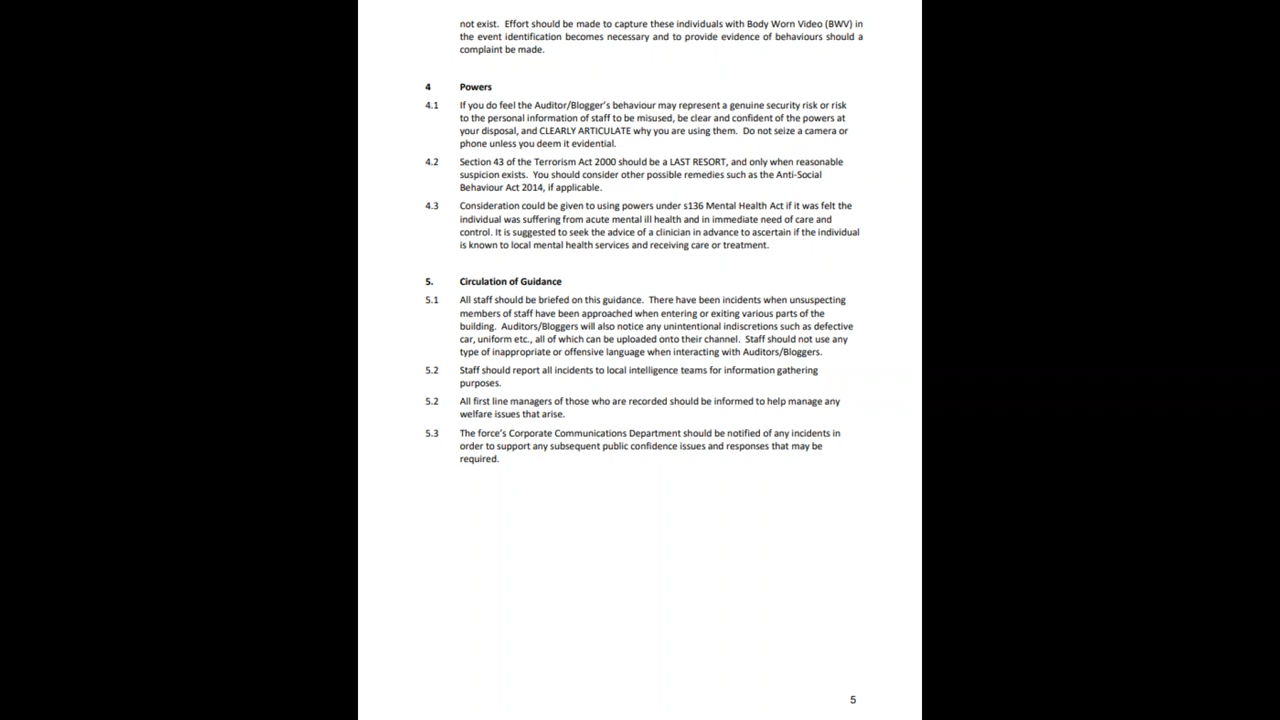 not exist.  Effort should be made to capture these individuals with Body Worn Video (BWV) in
the event identification becomes necessary and to provide evidence of behaviours should a
complaint be made.
4 Powers
4.1 If you do feel the Auditor/Blogger's behaviour may represent a genuine security risk or risk
to the personal information of staff to be misused, be clear and confident of the powers at
your disposal, and CLEARLY ARTICULATE why you are using them.  Do not seize a camera or
phone unless you deem it evidential.
4.2 Section 43 of the Terrorism Act 2000 should be a LAST RESORT, and only when reasonable
suspicion exists.  You should consider other possible remedies such as the Anti-Social
Behaviour Act 2014, if applicable.
4.3 Consideration could be given to using powers under s136 Mental Health Act if it was felt the
individual was suffering from acute mental ill health and in immediate need of care and
control. It is suggested to seek the advice of a clinician in advance to ascertain if the individual
is known to local mental health services and receiving care or treatment.
5. Circulation of Guidance
5.1 All staff should be briefed on this guidance.  There have been incidents when unsuspecting
members of staff have been approached when entering or exiting various parts of the
building.  Auditors/Bloggers will also notice any unintentional indiscretions such as defective
car, uniform etc., all of which can be uploaded onto their channel.  Staff should not use any
type of inappropriate or offensive language when interacting with Auditors/Bloggers.
5.2 Staff should report all incidents to local intelligence teams for information gathering
purposes.
5.2 All first line managers of those who are recorded should be informed to help manage any
welfare issues that arise.
5.3 The force's Corporate Communications Department should be notified of any incidents in
order to support any subsequent public confidence issues and responses that may be
required.
5